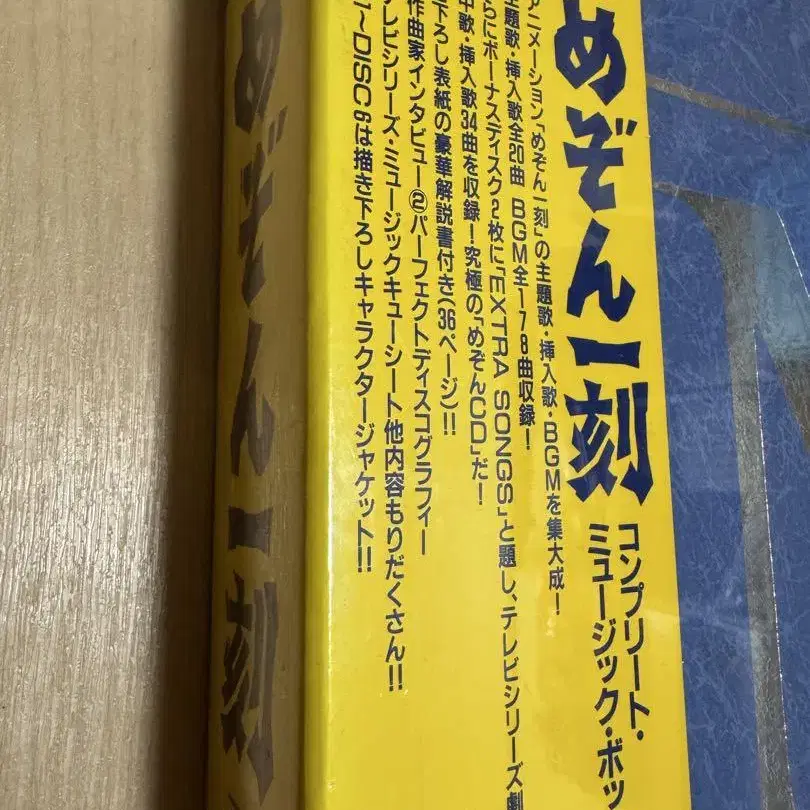 めぞん一刻
コンプリート・
ミュージック・ボッ
アニメーション「めぞん一刻」の主題歌・挿入歌・BGMを集大成!
主題歌・挿入歌全20曲 BGM全178曲収録!
らにボーナスディスク2枚に「EXTRA SONGS」と題し、テレビシリーズ劇
中歌・挿入歌34曲を収録!究極の「めぞんCD」だ!
下ろし表紙の豪華解説書付き(36ページ)!!
作曲家インタビュー②パーフェクトディスコグラフィー
レビシリーズ・ミュージックキューシート他内容もりだくさん!!
1〜DISC6は描き下ろしキャラクタージャケット!!
めぞん一刻